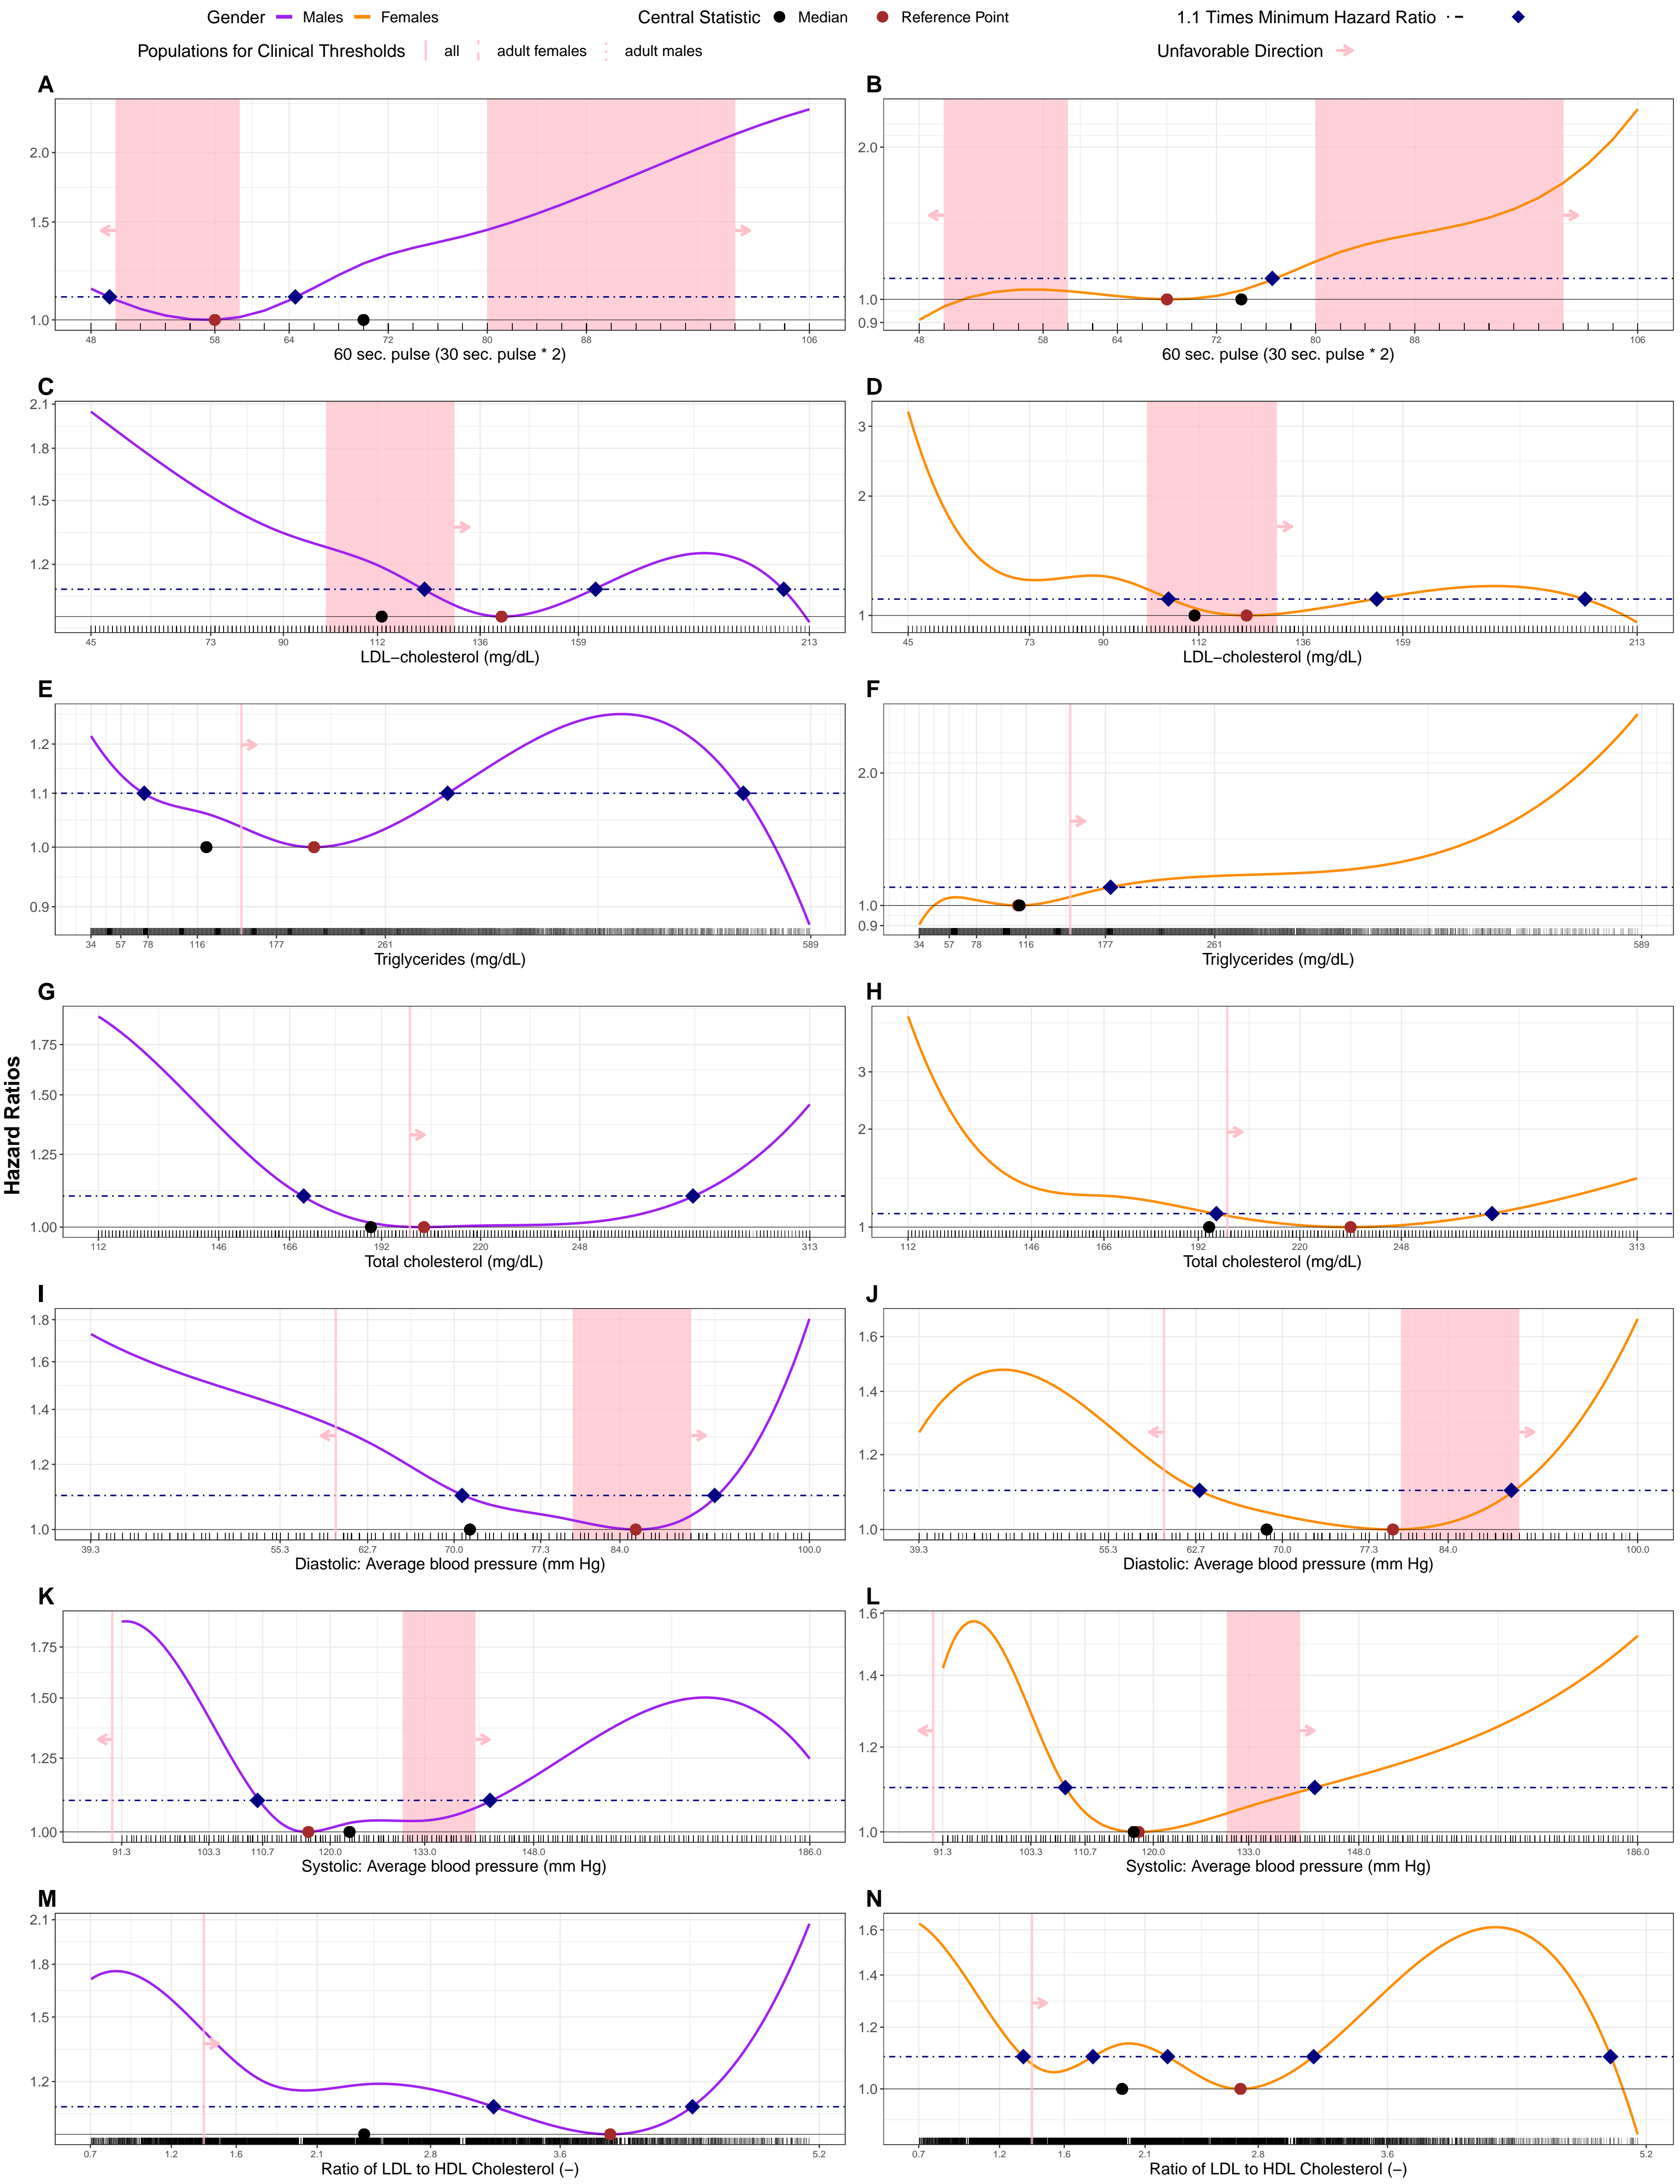 Gender Males Females Central Statistic Median Reference Point 1.1 Times Minimum Hazard Ratio
Populations for Clinical Thresholds all adult females adult males Unfavorable Direction
Hazard Ratios
A
2.0
1.5
1.0
48 58 64 72 80 88 106
60 sec. pulse (30 sec. pulse * 2)
B
2.0
1.0
0.9
48 58 64 72 80 88 106
60 sec. pulse (30 sec. pulse * 2)
C
2.1
1.8
1.5
1.2
45 73 90 112 136 159 213
LDL−cholesterol (mg/dL)
D
3
2
1
45 73 90 112 136 159 213
LDL−cholesterol (mg/dL)
E
1.2
1.1
1.0
0.9
34 57 78 116 177 261 589
Triglycerides (mg/dL)
F
2.0
1.0
0.9
34 57 78 116 177 261 589
Triglycerides (mg/dL)
G
1.75
1.50
1.25
1.00
112 146 166 192 220 248 313
Total cholesterol (mg/dL)
H
3
2
1
112 146 166 192 220 248 313
Total cholesterol (mg/dL)
I
1.8
1.6
1.4
1.2
1.0
39.3 55.3 62.7 70.0 77.3 84.0 100.0
Diastolic: Average blood pressure (mm Hg)
J
1.6
1.4
1.2
1.0
39.3 55.3 62.7 70.0 77.3 84.0 100.0
Diastolic: Average blood pressure (mm Hg)
K
1.75
1.50
1.25
1.00
91.3 103.3 110.7 120.0 133.0 148.0 186.0
Systolic: Average blood pressure (mm Hg)
L
1.6
1.4
1.2
1.0
91.3 103.3 110.7 120.0 133.0 148.0 186.0
Systolic: Average blood pressure (mm Hg)
M
2.1
1.8
1.5
1.2
0.7 1.2 1.6 2.1 2.8 3.6 5.2
Ratio of LDL to HDL Cholesterol (−)
N
1.6
1.4
1.2
1.0
0.7 1.2 1.6 2.1 2.8 3.6 5.2
Ratio of LDL to HDL Cholesterol (−)